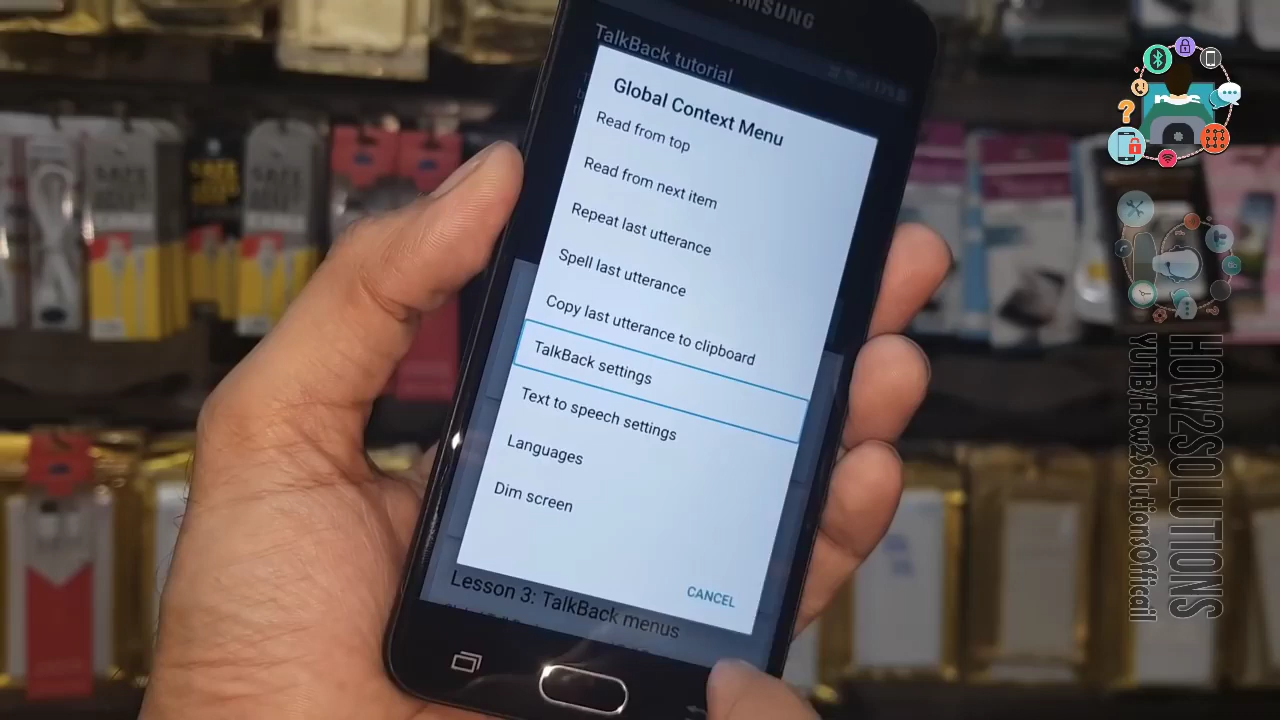 SAMSUNG
TalkBack tutorial
Global Context Menu
Read from top
Read from next item
Repeat last utterance
Spell last utterance
Copy last utterance to clipboard
TalkBack settings
Text to speech settings
Languages
Dim screen
CANCEL
Lesson 3: TalkBack menus
HOW2SOLUTIONS
YUTB/How2SolutionsOffcail